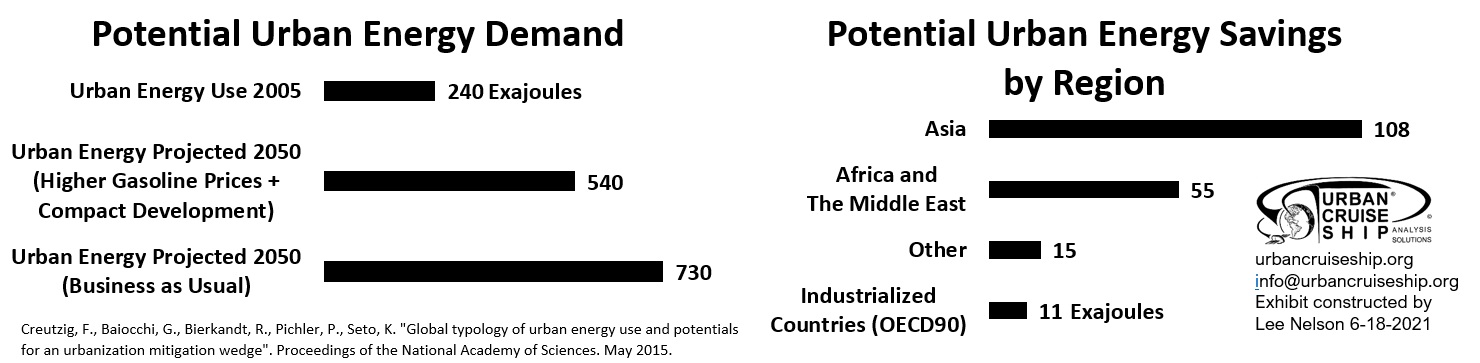 Potential Urban Energy Demand
Urban Energy Use 2005
240 Exajoules
Urban Energy Projected 2050
(Higher Gasoline Prices +
Compact Development)
540
Urban Energy Projected 2050
(Business as Usual)
730
Creutzig, F., Baiocchi, G., Bierkandt, R., Pichler, P., Seto, K. "Global typology of urban energy use and potentials
for an urbanization mitigation wedge". Proceedings of the National Academy of Sciences. May 2015.
Potential Urban Energy Savings
by Region
Asia
108
Africa and
The Middle East
55
Other
15
Industrialized
Countries (OECD90)
11 Exajoules
URBAN®
CRUISE ©
SHIP ANALYSIS
SOLUTIONS
urbancruiseship.org
info@urbancruiseship.org
Exhibit constructed by
Lee Nelson 6-18-2021